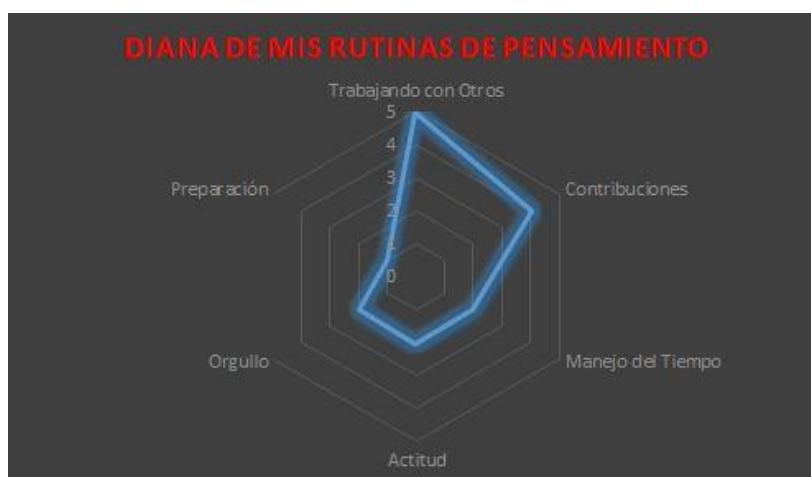 DIANA DE MIS RUTINAS DE PENSAMIENTO
Trabajando con Otros
5
4
3
2
1
0
Preparación
Contribuciones
Orgullo
Manejo del Tiempo
Actitud